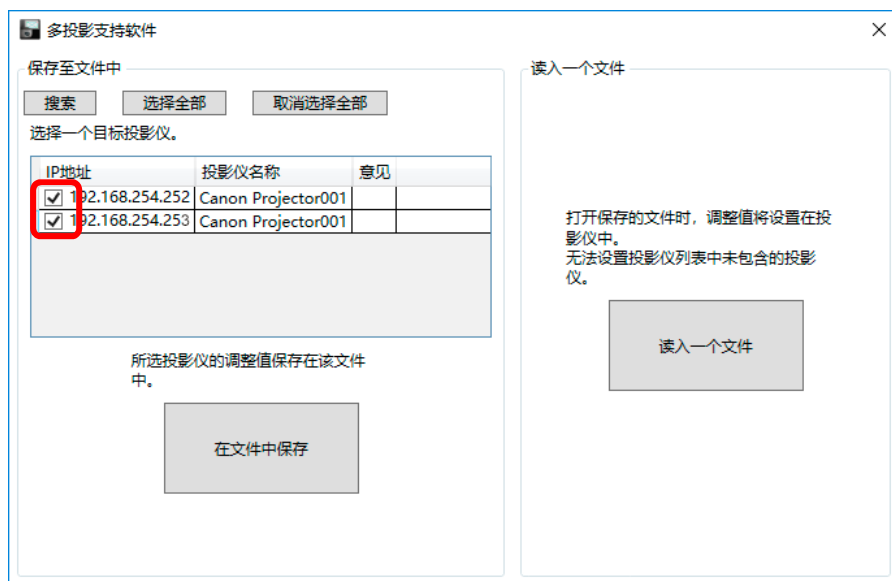 多投影支持软件
保存至文件中
搜索 选择全部 取消选择全部
选择一个目标投影仪。
IP地址 投影仪名称 意见
192.168.254.252 Canon Projector001
192.168.254.253 Canon Projector001
所选投影仪的调整值保存在该文件
中。
在文件中保存
读入一个文件
打开保存的文件时，调整值将设置在投
影仪中。
无法设置投影仪列表中未包含的投影
仪。
读入一个文件